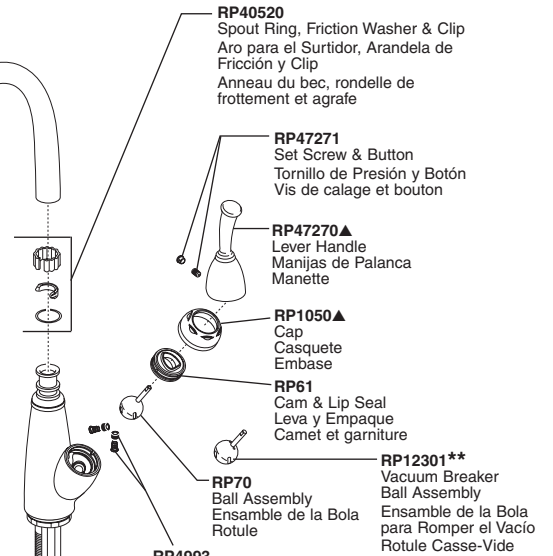 RP40520
Spout Ring, Friction Washer & Clip
Aro para el Surtidor, Arandela de
Fricción y Clip
Anneau du bec, rondelle de
frottement et agrafe
RP47271
Set Screw & Button
Tornillo de Presión y Botón
Vis de calage et bouton
RP47270▲
Lever Handle
Manijas de Palanca
Manette
RP1050▲
Cap
Casquete
Embase
RP61
Cam & Lip Seal
Leva y Empaque
Camet et garniture
RP70
Ball Assembly
Ensamble de la Bola
Rotule
RP12301**
Vacuum Breaker
Ball Assembly
Ensamble de la Bola
para Romper el Vacío
Rotule Casse-Vide
RP4993